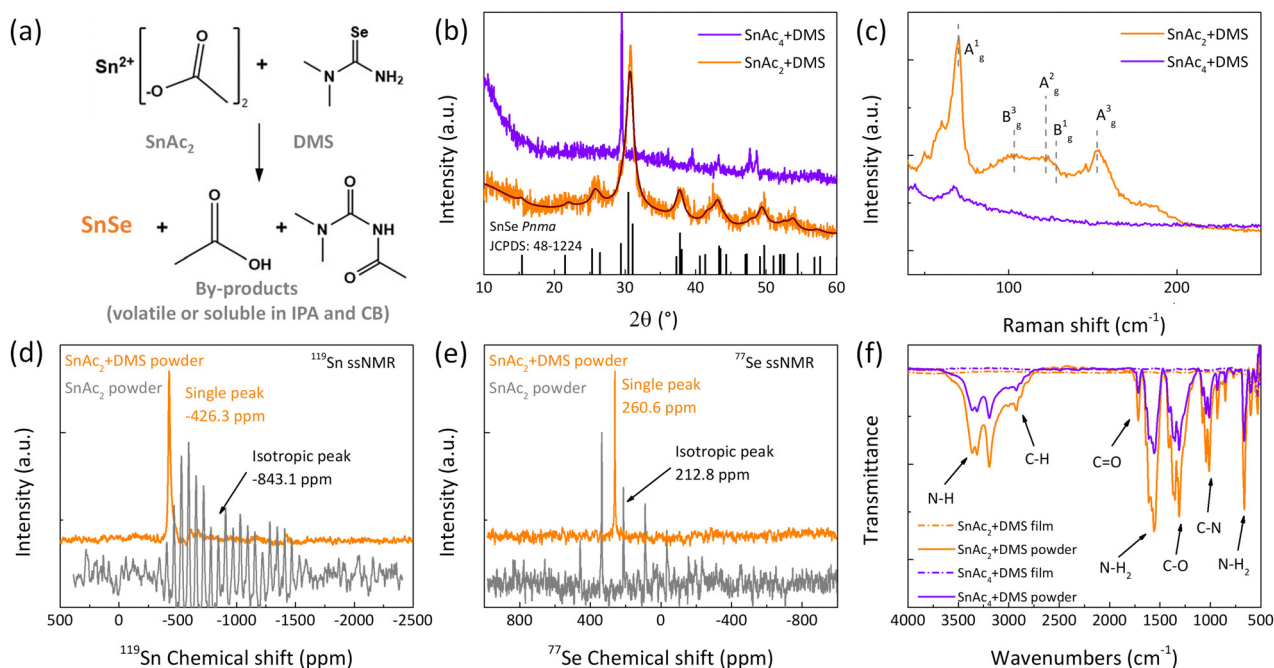 (a)
Sn²⁺
-O
O
2
+
Se
N
NH₂
SnAc₂
DMS
SnSe
+
O
OH
+
O
N
NH
O
By-products
(volatile or soluble in IPA and CB)
(b)
Intensity (a.u.)
SnAc₄+DMS
SnAc₂+DMS
SnSe Pnma
JCPDS: 48-1224
10 20 30 40 50 60
2θ (°)
(c)
Intensity (a.u.)
SnAc₂+DMS
SnAc₄+DMS
A¹g
B³g
A²g
B¹g
A³g
100 200
Raman shift (cm⁻¹)
(d)
Intensity (a.u.)
SnAc₂+DMS powder
SnAc₂ powder
¹¹⁹Sn ssNMR
Single peak
-426.3 ppm
Isotropic peak
-843.1 ppm
500 0 -500 -1000 -1500 -2000 -2500
¹¹⁹Sn Chemical shift (ppm)
(e)
Intensity (a.u.)
SnAc₂+DMS powder
SnAc₂ powder
⁷⁷Se ssNMR
Single peak
260.6 ppm
Isotropic peak
212.8 ppm
800 400 0 -400 -800
⁷⁷Se Chemical shift (ppm)
(f)
Transmittance
N-H
C-H
C=O
N-H₂
C-O
C-N
N-H₂
SnAc₂+DMS film
SnAc₂+DMS powder
SnAc₄+DMS film
SnAc₄+DMS powder
4000 3500 3000 2500 2000 1500 1000 500
Wavenumbers (cm⁻¹)